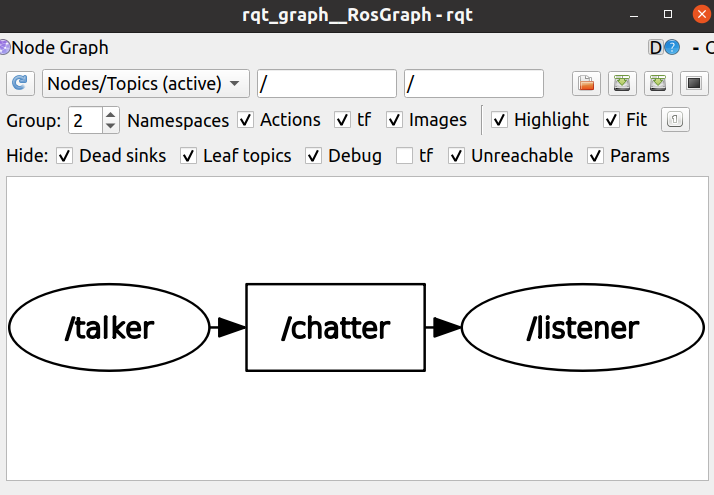 rqt_graph__RosGraph - rqt
Node Graph D ? - O
Nodes/Topics (active) / /
Group: 2 Namespaces Actions tf Images Highlight Fit
Hide: Dead sinks Leaf topics Debug tf Unreachable Params
/talker /chatter /listener